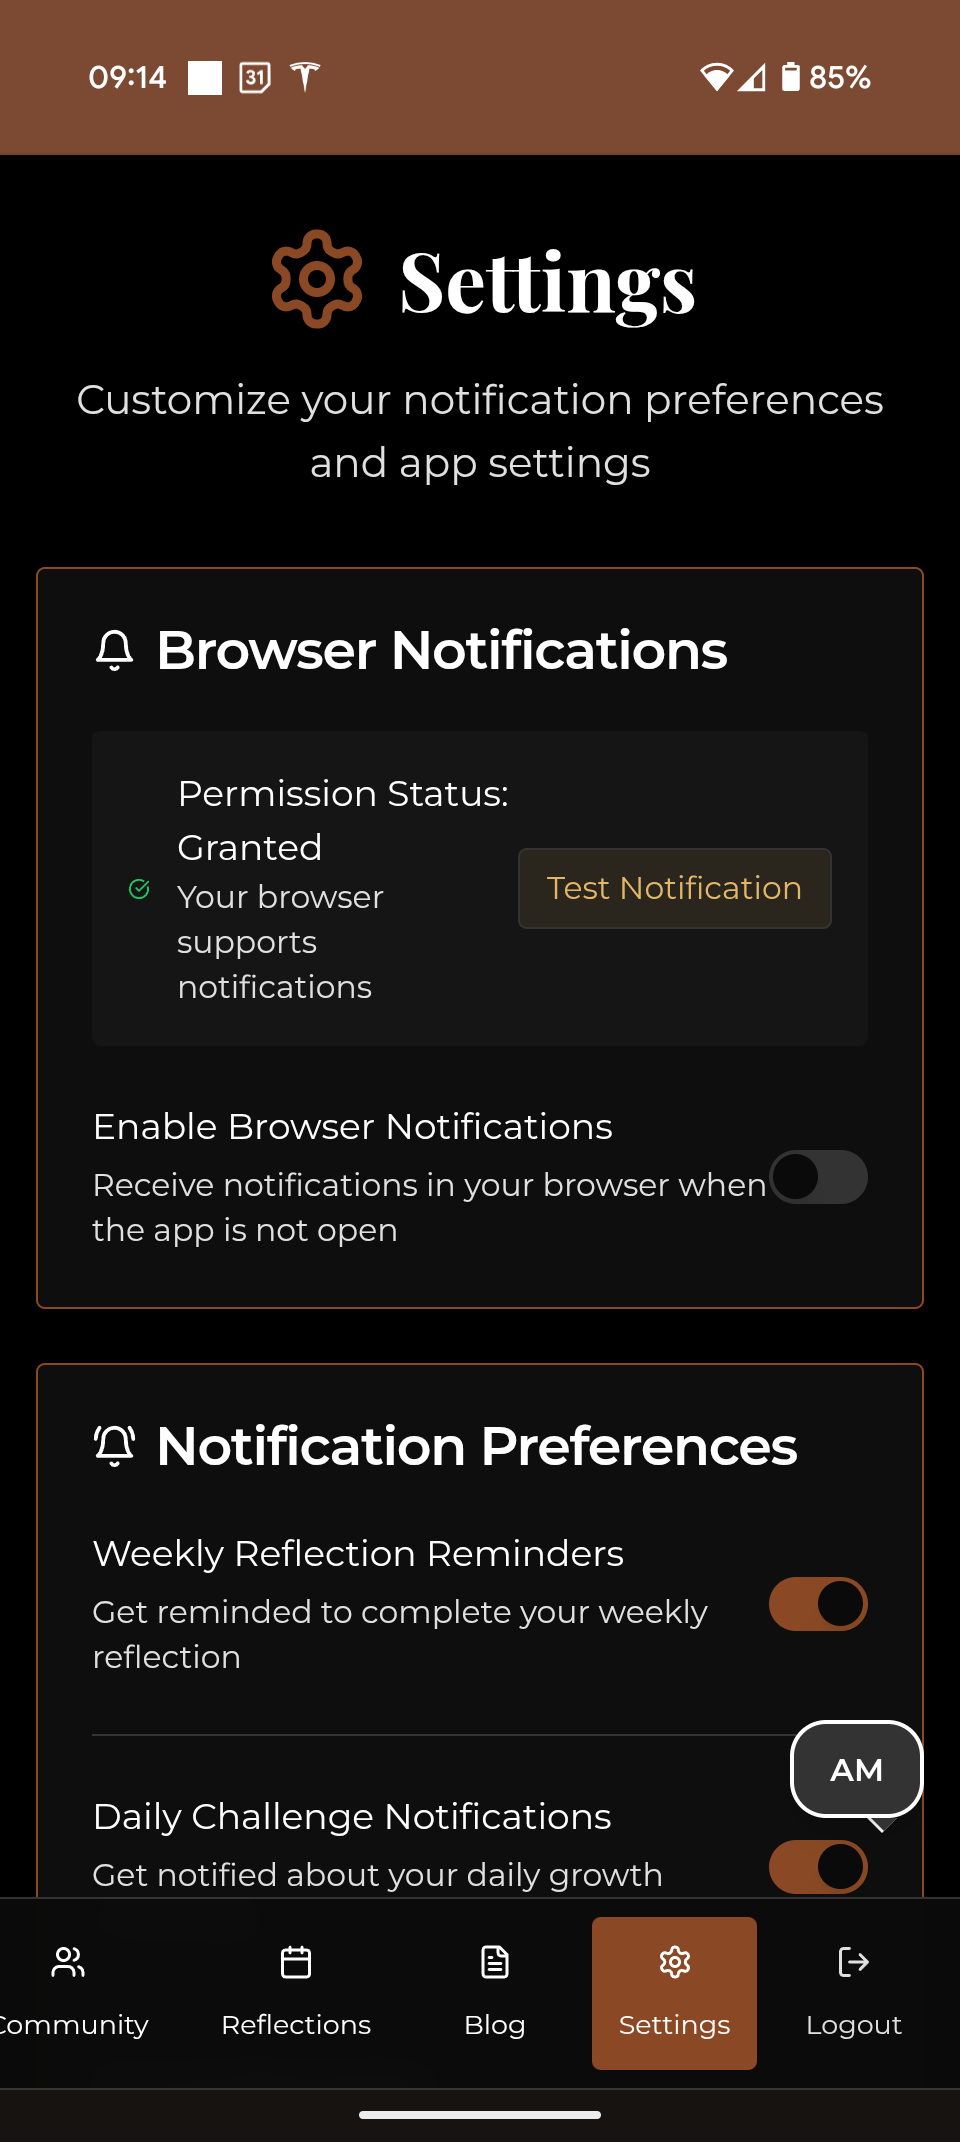 09:14 31 85%
Settings
Customize your notification preferences
and app settings
Browser Notifications
Permission Status:
Granted
Your browser
supports
notifications
Test Notification
Enable Browser Notifications
Receive notifications in your browser when
the app is not open
Notification Preferences
Weekly Reflection Reminders
Get reminded to complete your weekly
reflection
AM
Daily Challenge Notifications
Get notified about your daily growth
Community Reflections Blog Settings Logout